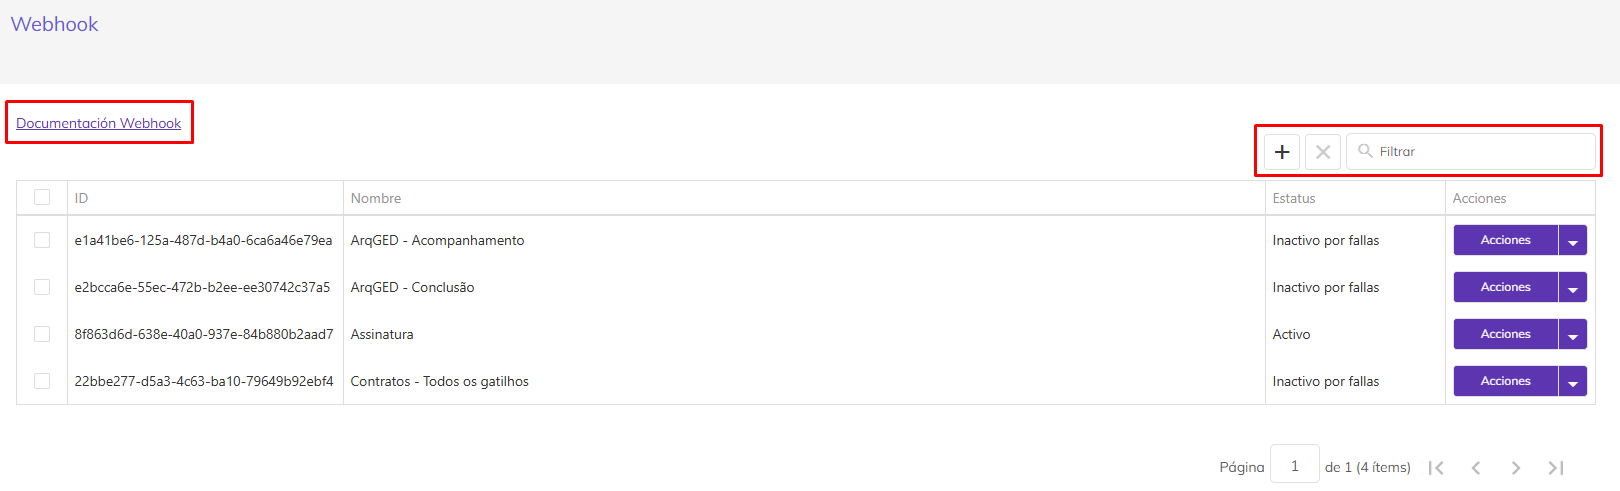 Webhook
Documentación Webhook
Filtrar
ID Nombre Estatus Acciones
e1a41be6-125a-487d-b4a0-6ca6a46e79ea ArqGED - Acompanhamento Inactivo por fallas Acciones
e2bcca6e-55ec-472b-b2ee-ee30742c37a5 ArqGED - Conclusão Inactivo por fallas Acciones
8f863d6d-638e-40a0-937e-84b880b2aad7 Assinatura Activo Acciones
22bbe277-d5a3-4c63-ba10-79649b92ebf4 Contratos - Todos os gatilhos Inactivo por fallas Acciones
Página 1 de 1 (4 ítems)